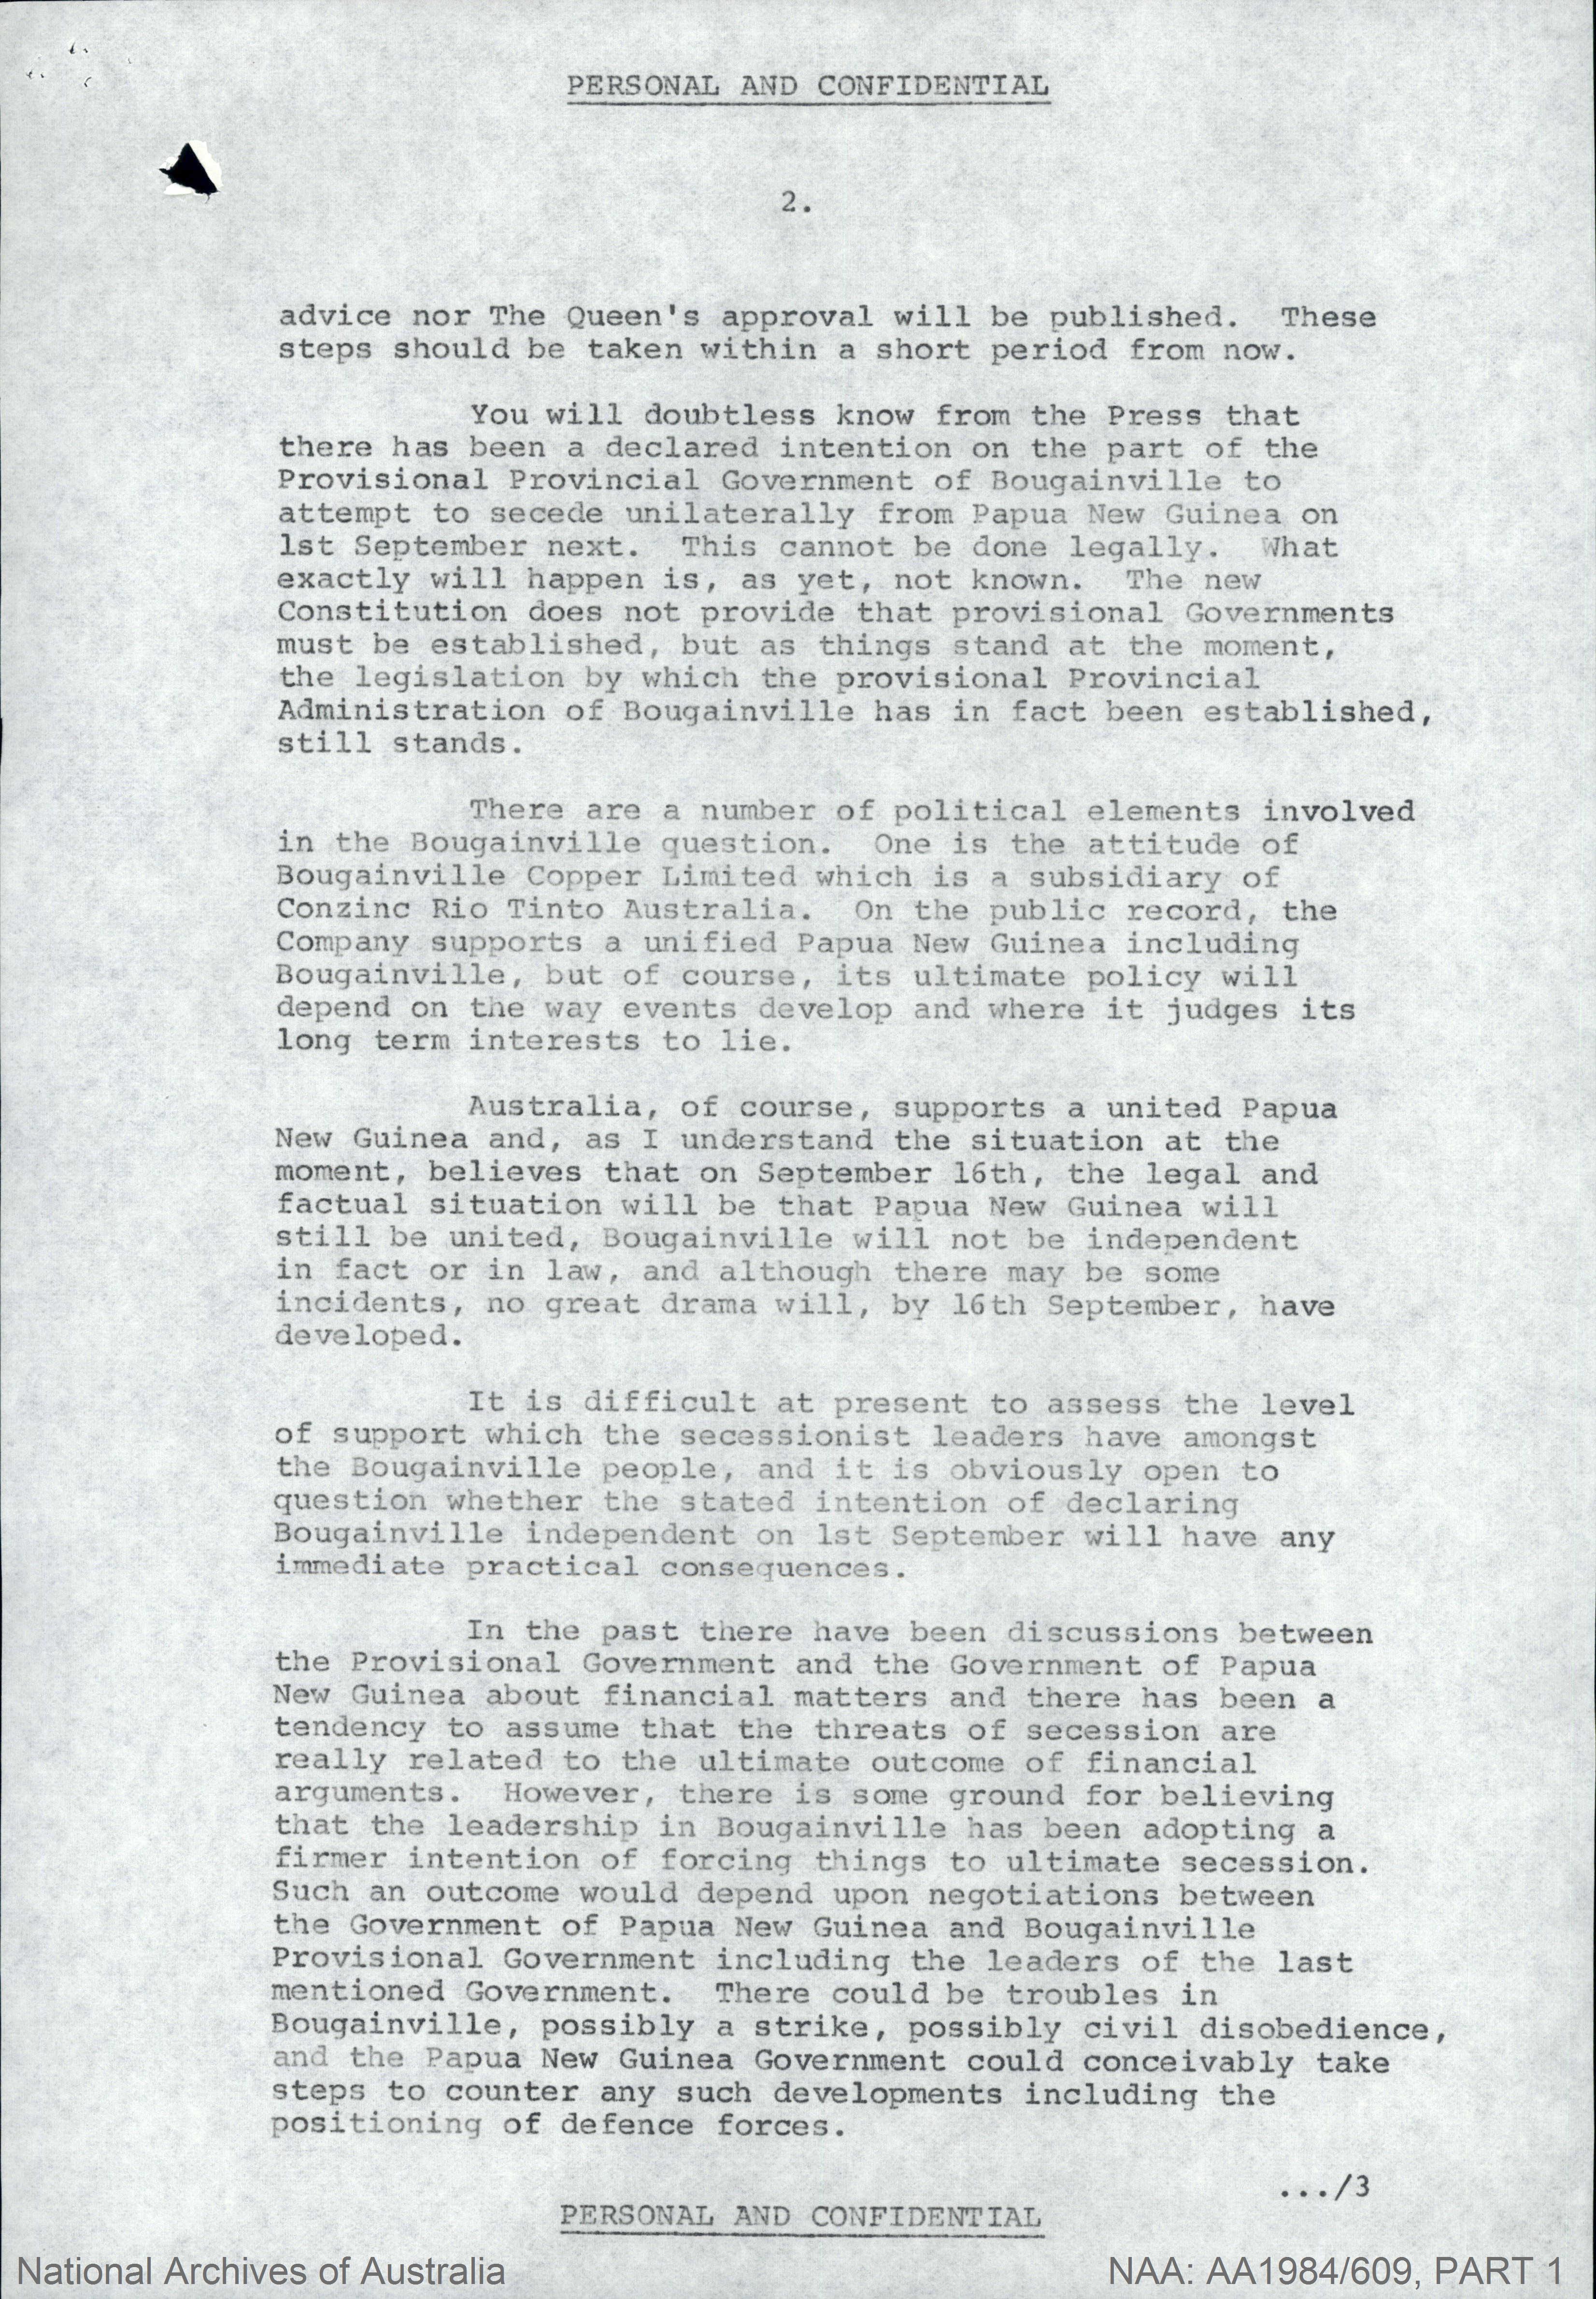 PERSONAL AND CONFIDENTIAL
2.
advice nor The Queen's approval will be published. These
steps should be taken within a short period from now.
You will doubtless know from the Press that
there has been a declared intention on the part of the
Provisional Provincial Government of Bougainville to
attempt to secede unilaterally from Papua New Guinea on
1st September next. This cannot be done legally. What
exactly will happen is, as yet, not known. The new
Constitution does not provide that provisional Governments
must be established, but as things stand at the moment,
the legislation by which the provisional Provincial
Administration of Bougainville has in fact been established,
still stands.
There are a number of political elements involved
in the Bougainville question. One is the attitude of
Bougainville Copper Limited which is a subsidiary of
Conzinc Rio Tinto Australia. On the public record, the
Company supports a unified Papua New Guinea including
Bougainville, but of course, its ultimate policy will
depend on the way events develop and where it judges its
long term interests to lie.
Australia, of course, supports a united Papua
New Guinea and, as I understand the situation at the
moment, believes that on September 16th, the legal and
factual situation will be that Papua New Guinea will
still be united, Bougainville will not be independent
in fact or in law, and although there may be some
incidents, no great drama will, by 16th September, have
developed.
It is difficult at present to assess the level
of support which the secessionist leaders have amongst
the Bougainville people, and it is obviously open to
question whether the stated intention of declaring
Bougainville independent on 1st September will have any
immediate practical consequences.
In the past there have been discussions between
the Provisional Government and the Government of Papua
New Guinea about financial matters and there has been a
tendency to assume that the threats of secession are
really related to the ultimate outcome of financial
arguments. However, there is some ground for believing
that the leadership in Bougainville has been adopting a
firmer intention of forcing things to ultimate secession.
Such an outcome would depend upon negotiations between
the Government of Papua New Guinea and Bougainville
Provisional Government including the leaders of the last
mentioned Government. There could be troubles in
Bougainville, possibly a strike, possibly civil disobedience,
and the Papua New Guinea Government could conceivably take
steps to counter any such developments including the
positioning of defence forces.
.../3
PERSONAL AND CONFIDENTIAL
National Archives of Australia
NAA: AA1984/609, PART 1